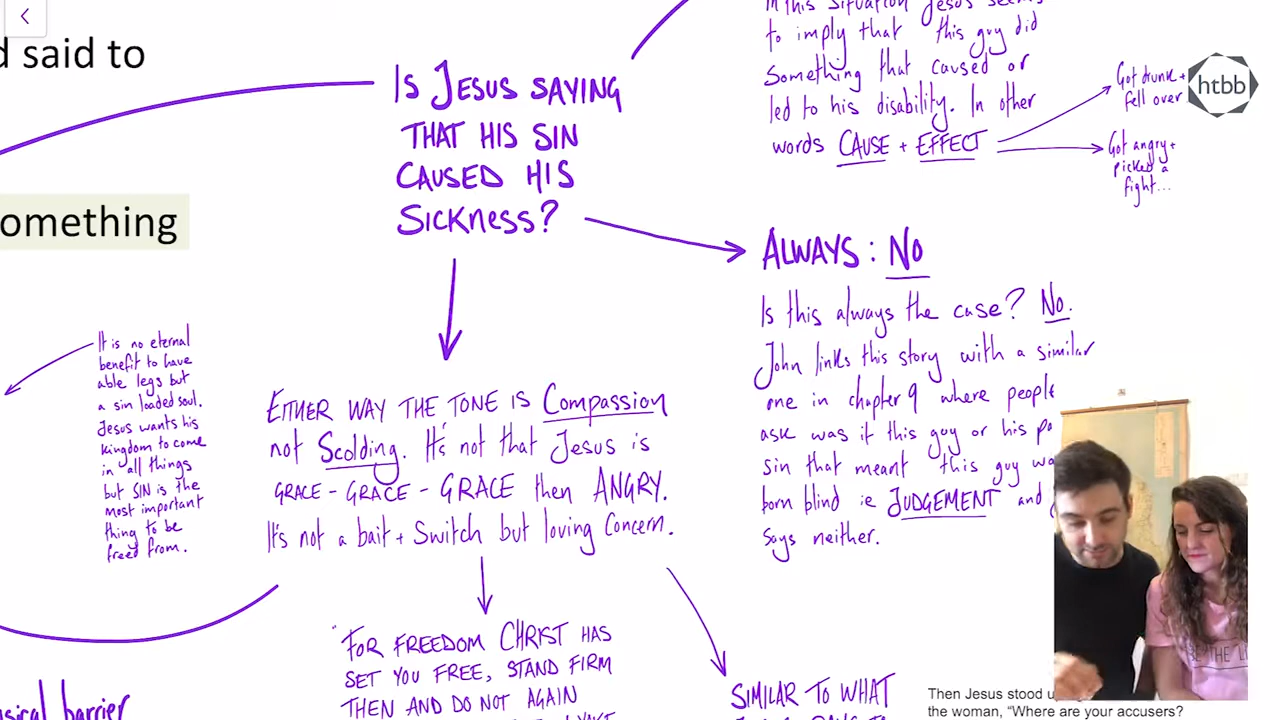 d said to
omething
IS JESUS SAYING
THAT HIS SIN
CAUSED HIS
SICKNESS?
In this situation Jesus seems
to imply that this guy did
something that caused or
led to his disability. In other
words CAUSE + EFFECT
Got drunk +
fell over
Got angry +
picked a
fight...
htbb
ALWAYS: NO
Is this always the case? No.
John links this story with a similar
one in chapter 9 where people
ask was it this guy or his pa
sin that meant this guy wa
born blind ie JUDGEMENT and
says neither.
It is no eternal
benefit to have
able legs but
a sin loaded soul.
Jesus wants his
kingdom to come
in all things
but SIN is the
most important
thing to be
freed from.
EITHER WAY THE TONE IS Compassion
not Scolding. It's not that Jesus is
GRACE - GRACE - GRACE then ANGRY.
It's not a bait + switch but loving concern.
"FOR FREEDOM CHRIST HAS
SET YOU FREE, STAND FIRM
THEN AND DO NOT AGAIN
sical barrier
SIMILAR TO WHAT
Then Jesus stood u
the woman, "Where are your accusers?